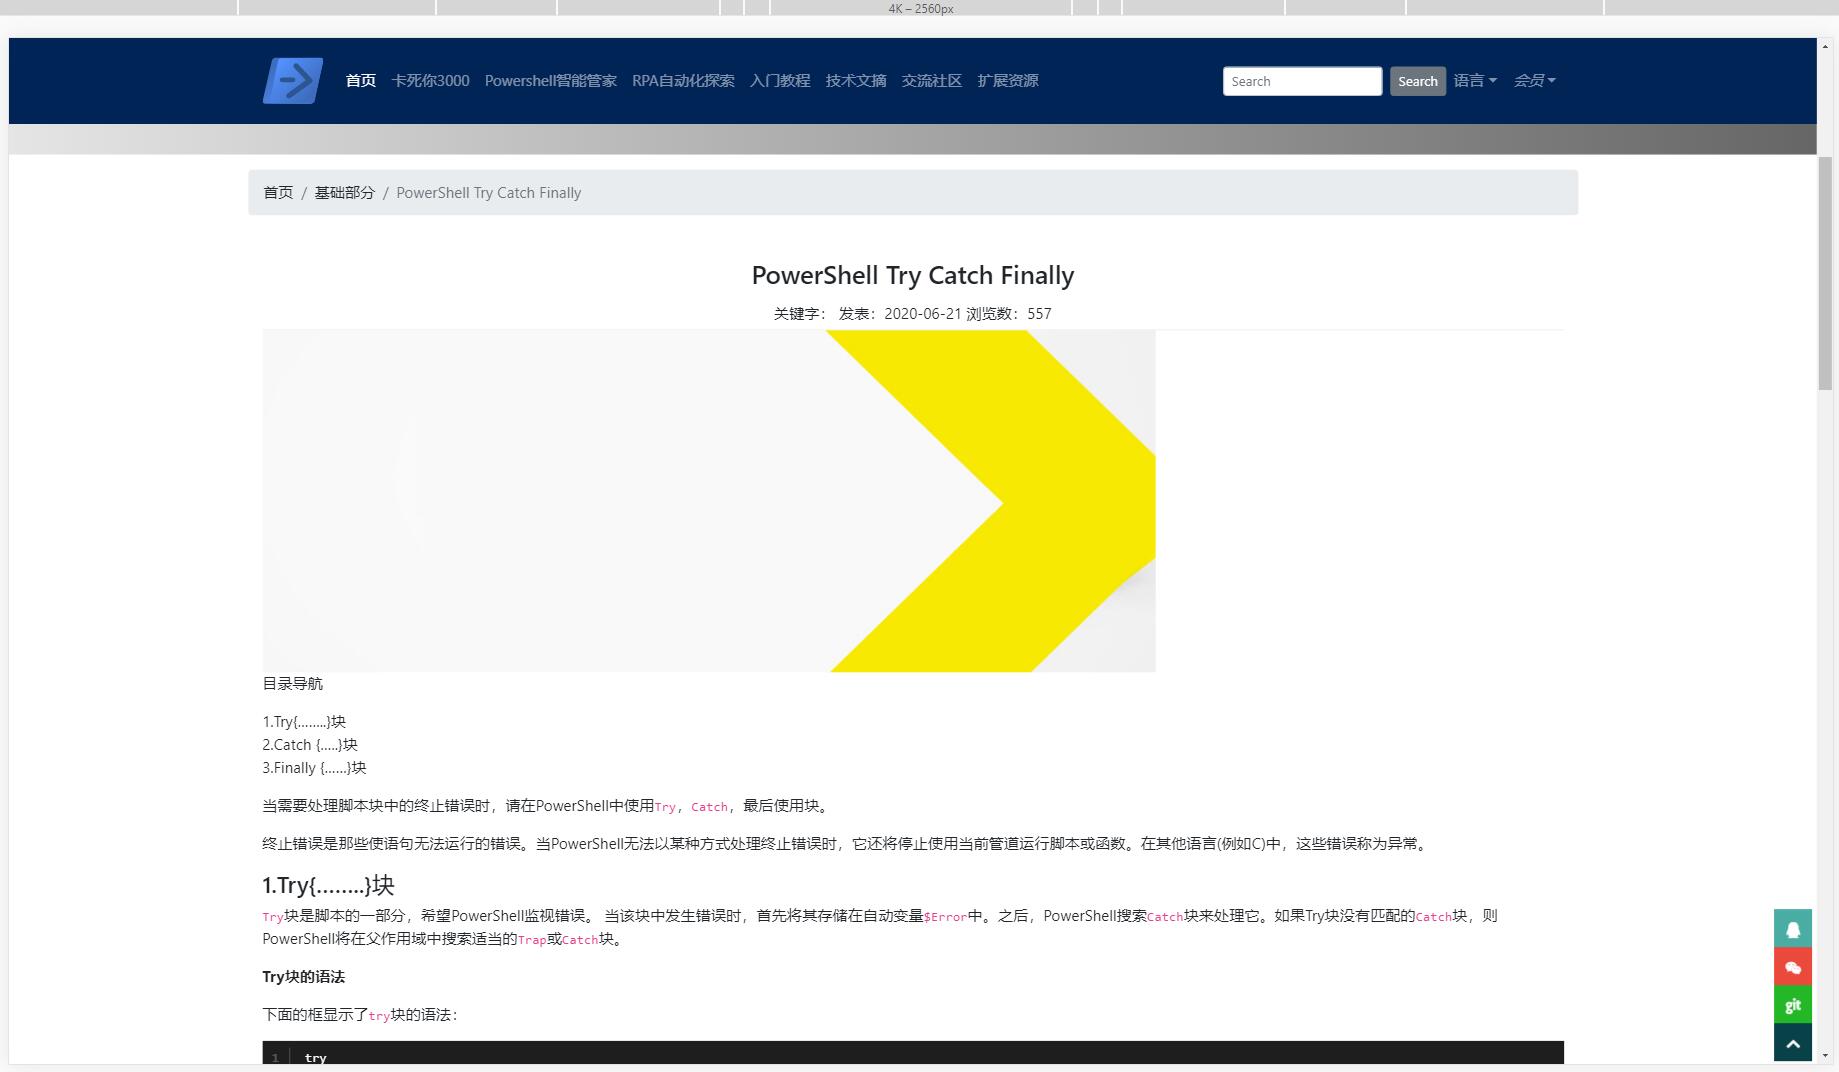 4K – 2560px
首页 卡死你3000 Powershell智能管家 RPA自动化探索 入门教程 技术文摘 交流社区 扩展资源 Search Search 语言 会员
首页 / 基础部分 / PowerShell Try Catch Finally
PowerShell Try Catch Finally
关键字： 发表：2020-06-21 浏览数：557
目录导航
1.Try{........}块
2.Catch {.....}块
3.Finally {......}块
当需要处理脚本块中的终止错误时，请在PowerShell中使用Try，Catch，最后使用块。
终止错误是那些使语句无法运行的错误。当PowerShell无法以某种方式处理终止错误时，它还将停止使用当前管道运行脚本或函数。在其他语言(例如C)中，这些错误称为异常。
1.Try{........}块
Try块是脚本的一部分，希望PowerShell监视错误。 当该块中发生错误时，首先将其存储在自动变量$Error中。之后，PowerShell搜索Catch块来处理它。如果Try块没有匹配的Catch块，则
PowerShell将在父作用域中搜索适当的Trap或Catch块。
Try块的语法
下面的框显示了try块的语法：
1 try
git